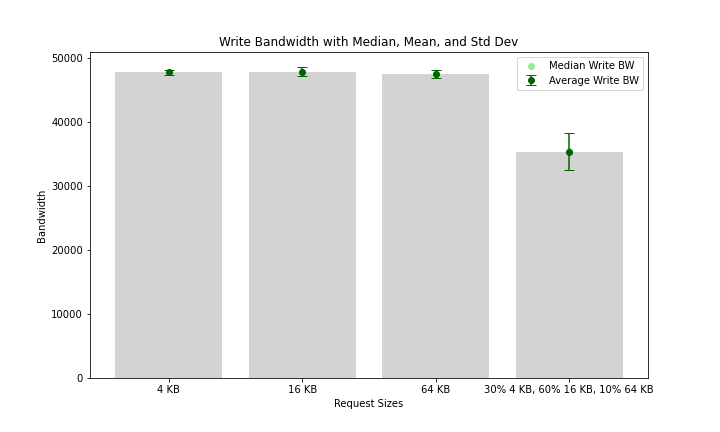 Write Bandwidth with Median, Mean, and Std Dev
50000
40000
30000
20000
10000
0
Bandwidth
Median Write BW
Average Write BW
4 KB
16 KB
64 KB
30% 4 KB, 60% 16 KB, 10% 64 KB
Request Sizes